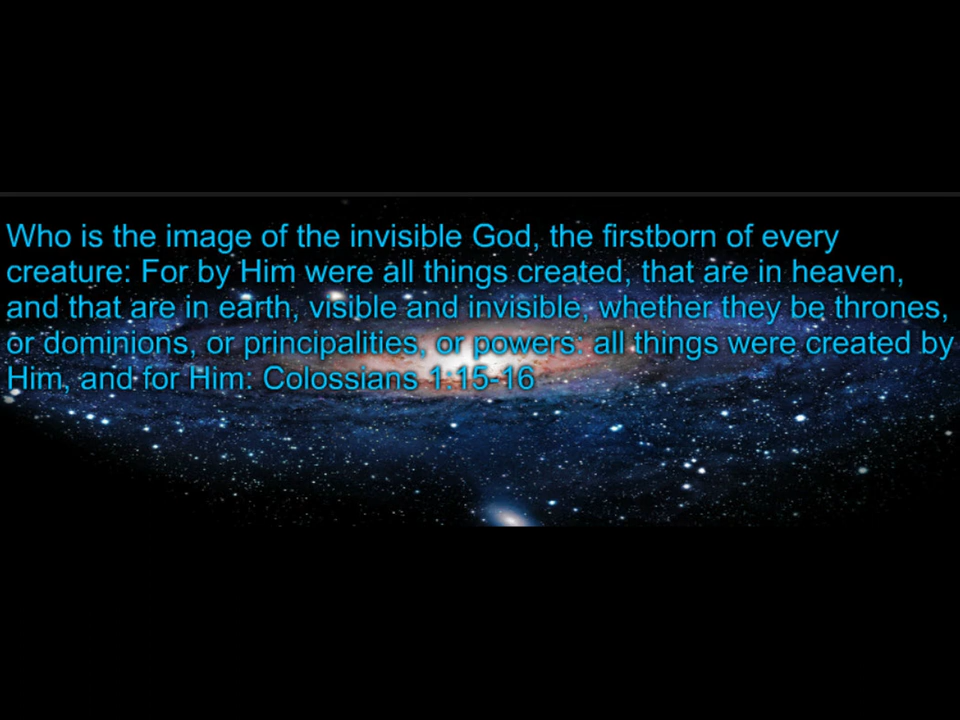 Who is the image of the invisible God, the firstborn of every
creature: For by Him were all things created, that are in heaven,
and that are in earth, visible and invisible, whether they be thrones,
or dominions, or principalities, or powers: all things were created by
Him, and for Him: Colossians 1:15-16